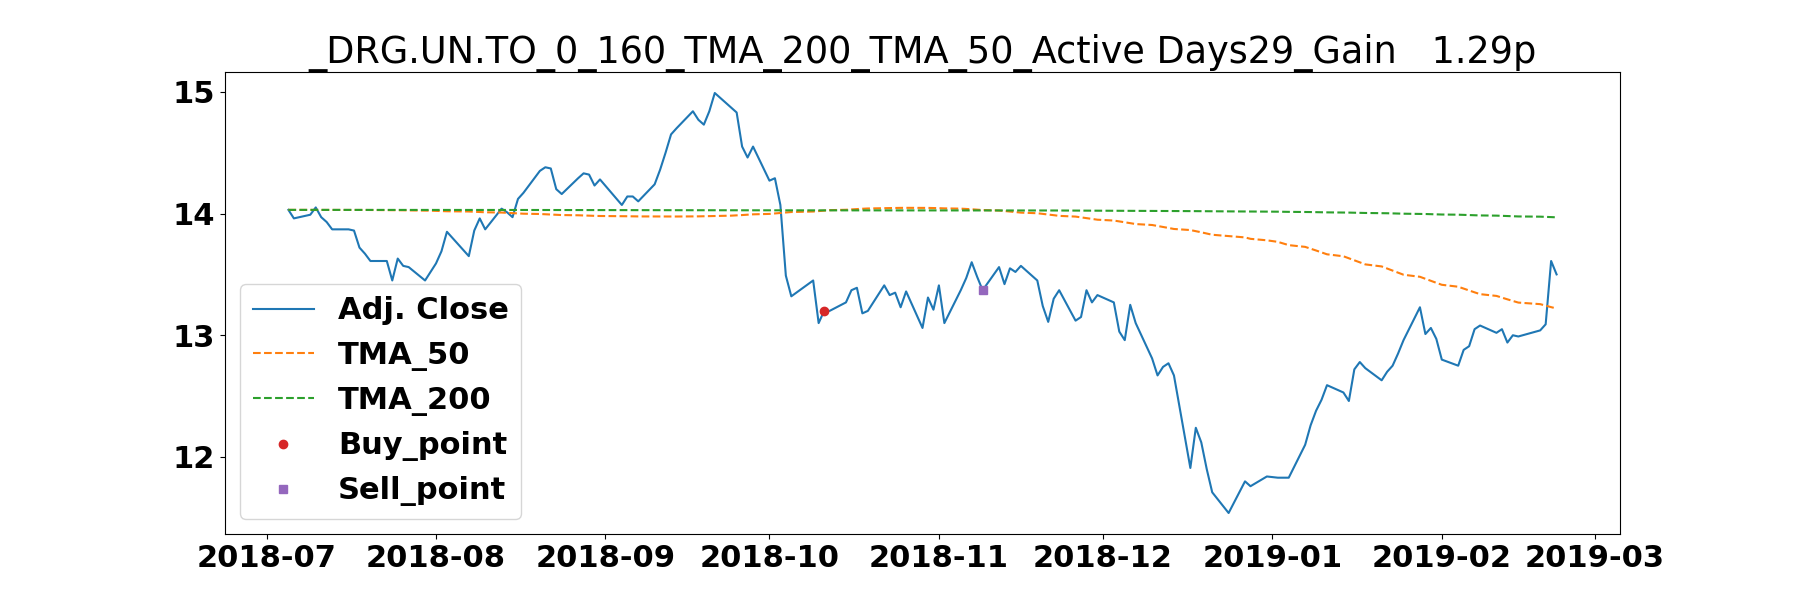 _DRG.UN.TO_0_160_TMA_200_TMA_50_Active Days29_Gain   1.29p
15
14
13
12
Adj. Close
TMA_50
TMA_200
Buy_point
Sell_point
2018-07 2018-08 2018-09 2018-10 2018-11 2018-12 2019-01 2019-02 2019-03